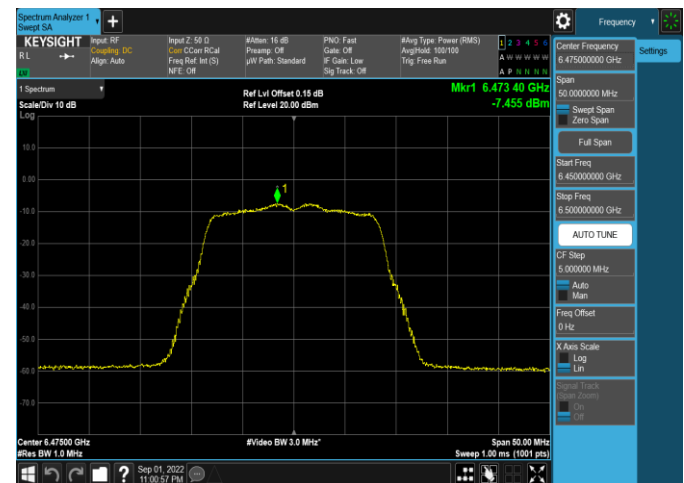 Spectrum Analyzer 1
Swept SA
+
Frequency
KEYSIGHT
RL
Input: RF
Coupling: DC
Align: Auto
Input Z: 50 Ω
Corr CCorr RCal
Freq Ref: Int (S)
NFE: Off
#Atten: 16 dB
Preamp: Off
µW Path: Standard
PNO: Fast
Gate: Off
IF Gain: Low
Sig Track: Off
#Avg Type: Power (RMS)
Avg|Hold: 100/100
Trig: Free Run
1 2 3 4 5 6
A W W W W W
A P N N N N
1 Spectrum
Scale/Div 10 dB
Log
Ref Lvl Offset 0.15 dB
Ref Level 20.00 dBm
Mkr1 6.473 40 GHz
-7.455 dBm
10.0
0.00
-10.0
-20.0
-30.0
-40.0
-50.0
-60.0
-70.0
1
Center 6.47500 GHz
#Res BW 1.0 MHz
#Video BW 3.0 MHz*
Span 50.00 MHz
Sweep 1.00 ms (1001 pts)
Sep 01, 2022
11:00:57 PM
?
Center Frequency
6.475000000 GHz
Settings
Span
50.0000000 MHz
Swept Span
Zero Span
Full Span
Start Freq
6.450000000 GHz
Stop Freq
6.500000000 GHz
AUTO TUNE
CF Step
5.000000 MHz
Auto
Man
Freq Offset
0 Hz
X Axis Scale
Log
Lin
Signal Track
(Span Zoom)
On
Off